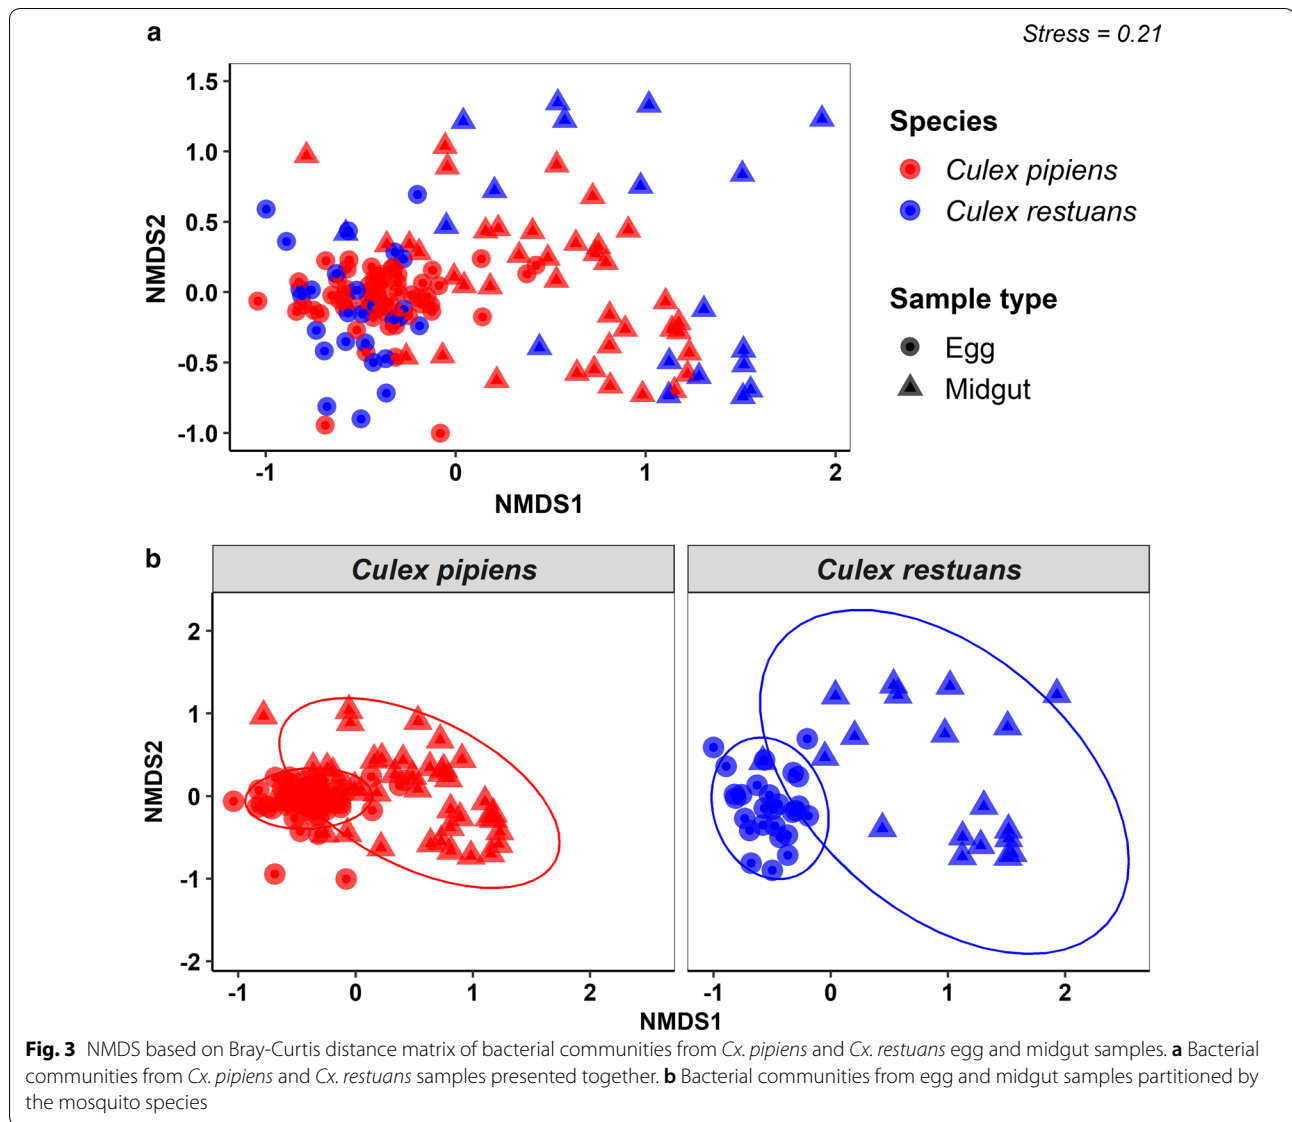 a
Stress = 0.21
1.5
1.0
0.5
0.0
-0.5
-1.0
NMDS2
-1 0 1 2
NMDS1
Species
Culex pipiens
Culex restuans
Sample type
Egg
Midgut
b
Culex pipiens Culex restuans
2
1
0
-1
-2
NMDS2
-1 0 1 2 -1 0 1 2
NMDS1
Fig. 3 NMDS based on Bray-Curtis distance matrix of bacterial communities from Cx. pipiens and Cx. restuans egg and midgut samples. a Bacterial
communities from Cx. pipiens and Cx. restuans samples presented together. b Bacterial communities from egg and midgut samples partitioned by
the mosquito species